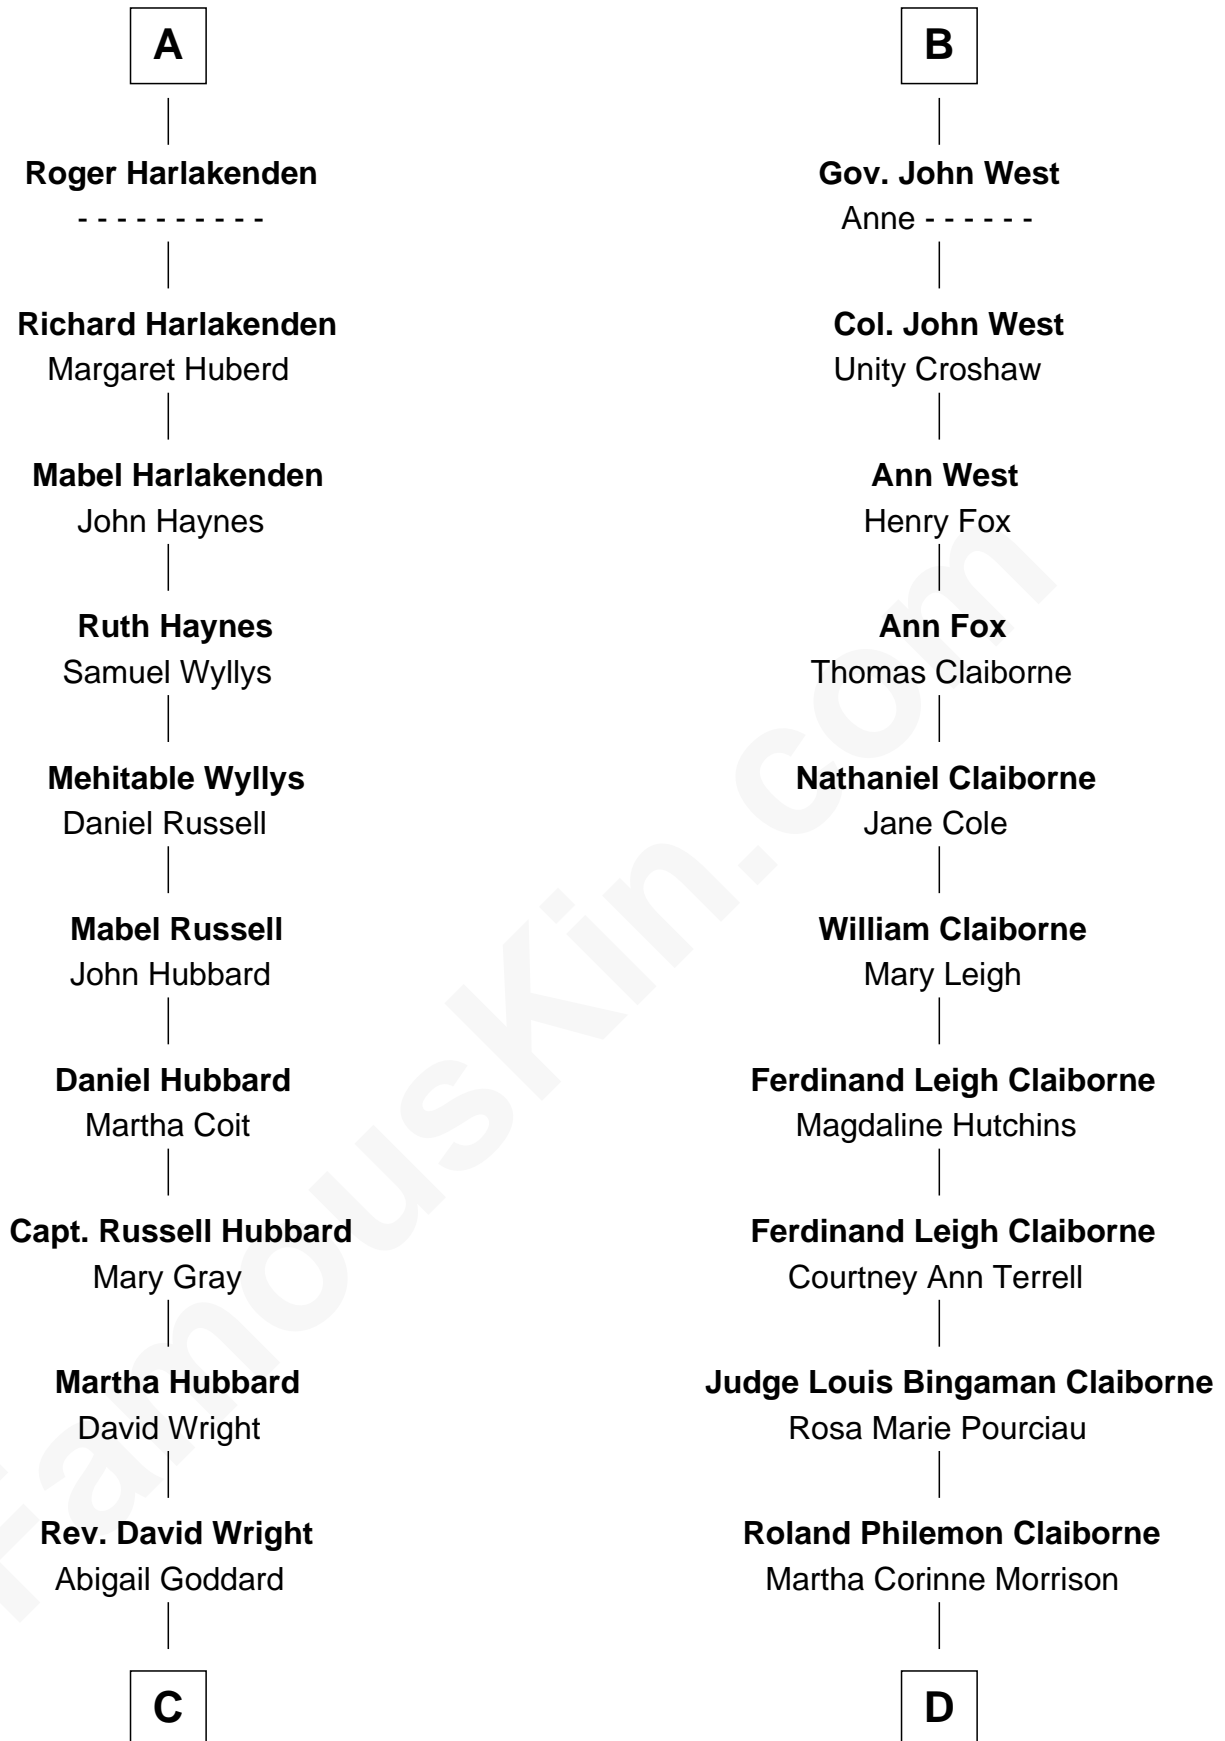 A
Roger Harlakenden
- - - - - - - - - -
Richard Harlakenden
Margaret Huberd
Mabel Harlakenden
John Haynes
Ruth Haynes
Samuel Wyllys
Mehitable Wyllys
Daniel Russell
Mabel Russell
John Hubbard
Daniel Hubbard
Martha Coit
Capt. Russell Hubbard
Mary Gray
Martha Hubbard
David Wright
Rev. David Wright
Abigail Goddard
C
B
Gov. John West
Anne - - - - - -
Col. John West
Unity Croshaw
Ann West
Henry Fox
Ann Fox
Thomas Claiborne
Nathaniel Claiborne
Jane Cole
William Claiborne
Mary Leigh
Ferdinand Leigh Claiborne
Magdaline Hutchins
Ferdinand Leigh Claiborne
Courtney Ann Terrell
Judge Louis Bingaman Claiborne
Rosa Marie Pourciau
Roland Philemon Claiborne
Martha Corinne Morrison
D
FamousKin.com